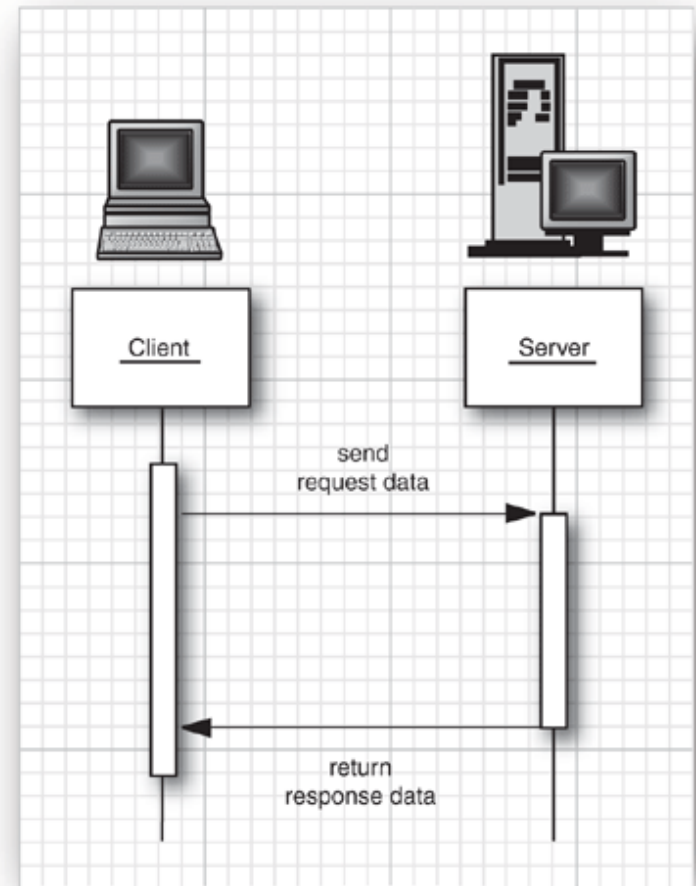 Client
Server
send
request data
return
response data